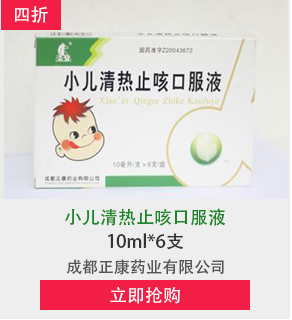 四折
国药准字Z20043672
小儿清热止咳口服液
Xiao'er Qingre Zhike Koufuye
10毫升/支×6支/盒
成都正康药业有限公司
小儿清热止咳口服液
10ml*6支
成都正康药业有限公司
立即抢购